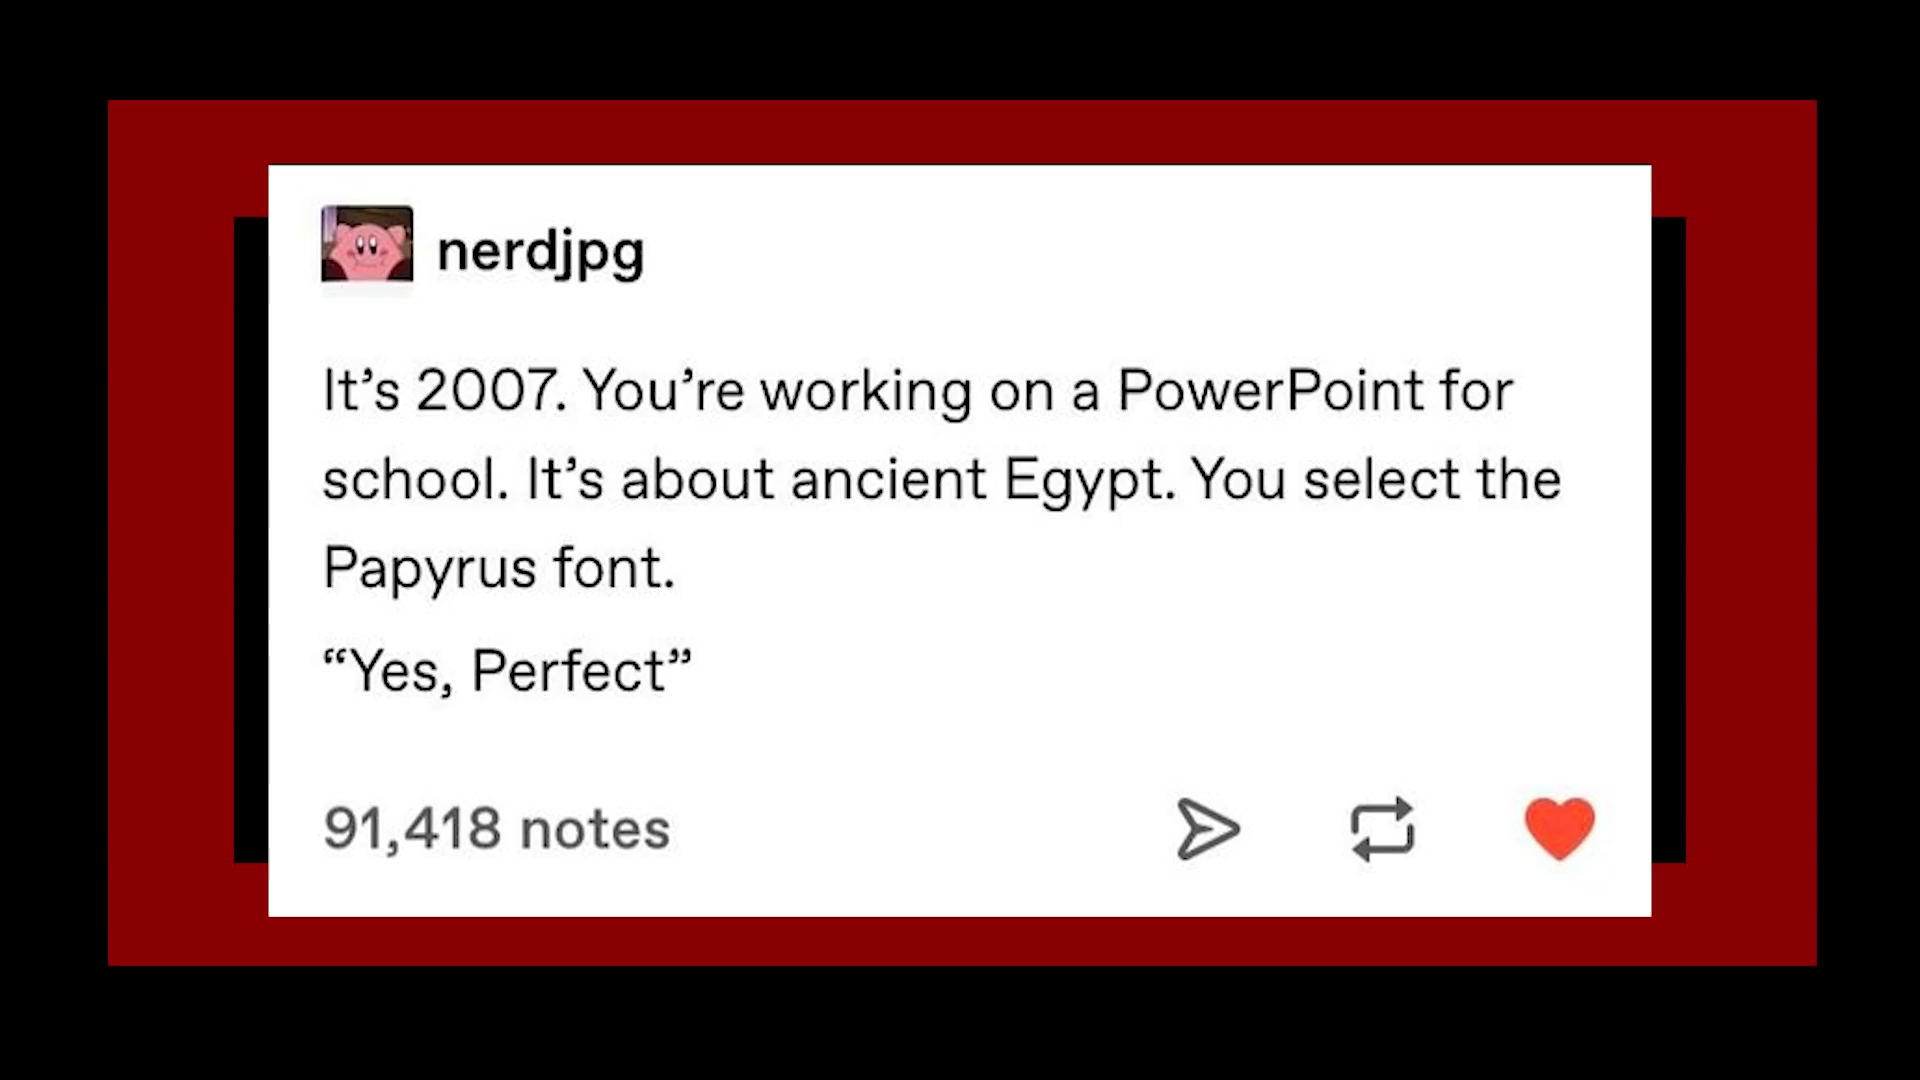 nerdjpg
It’s 2007. You’re working on a PowerPoint for
school. It’s about ancient Egypt. You select the
Papyrus font.
“Yes, Perfect”
91,418 notes